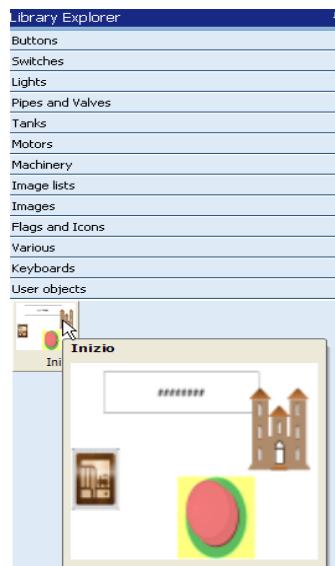 Library Explorer
Buttons
Switches
Lights
Pipes and Valves
Tanks
Motors
Machinery
Image lists
Images
Flags and Icons
Various
Keyboards
User objects
Ini
Inizio
########